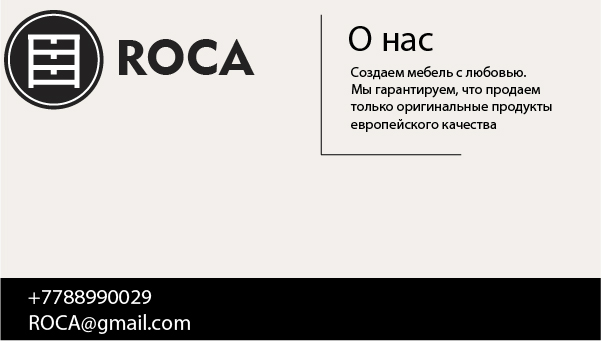 ROCA
О нас
Создаем мебель с любовью.
Мы гарантируем, что продаем
только оригинальные продукты
европейского качества
+7788990029
ROCA@gmail.com